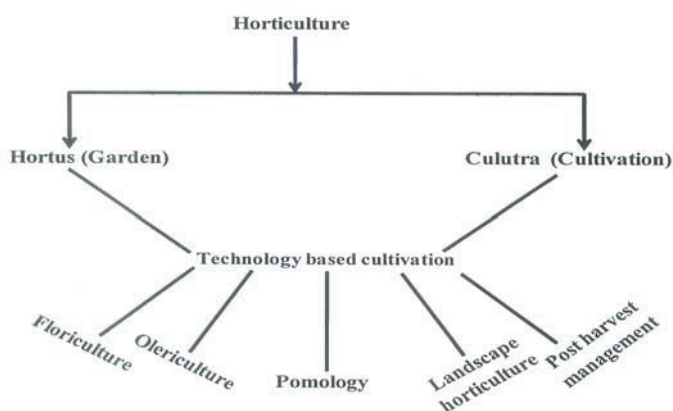 Horticulture
Hortus (Garden)
Culutra (Cultivation)
Technology based cultivation
Floriculture
Olericulture
Pomology
Landscape
horticulture
Post harvest
management